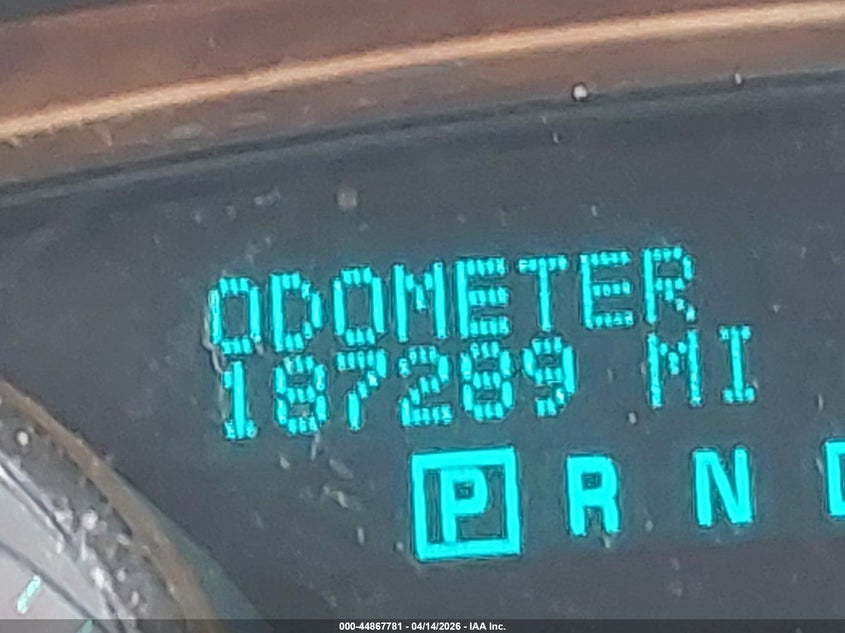 ODOMETER
187289 MI
P R N
000-44867781 - 04/14/2026 - IAA Inc.